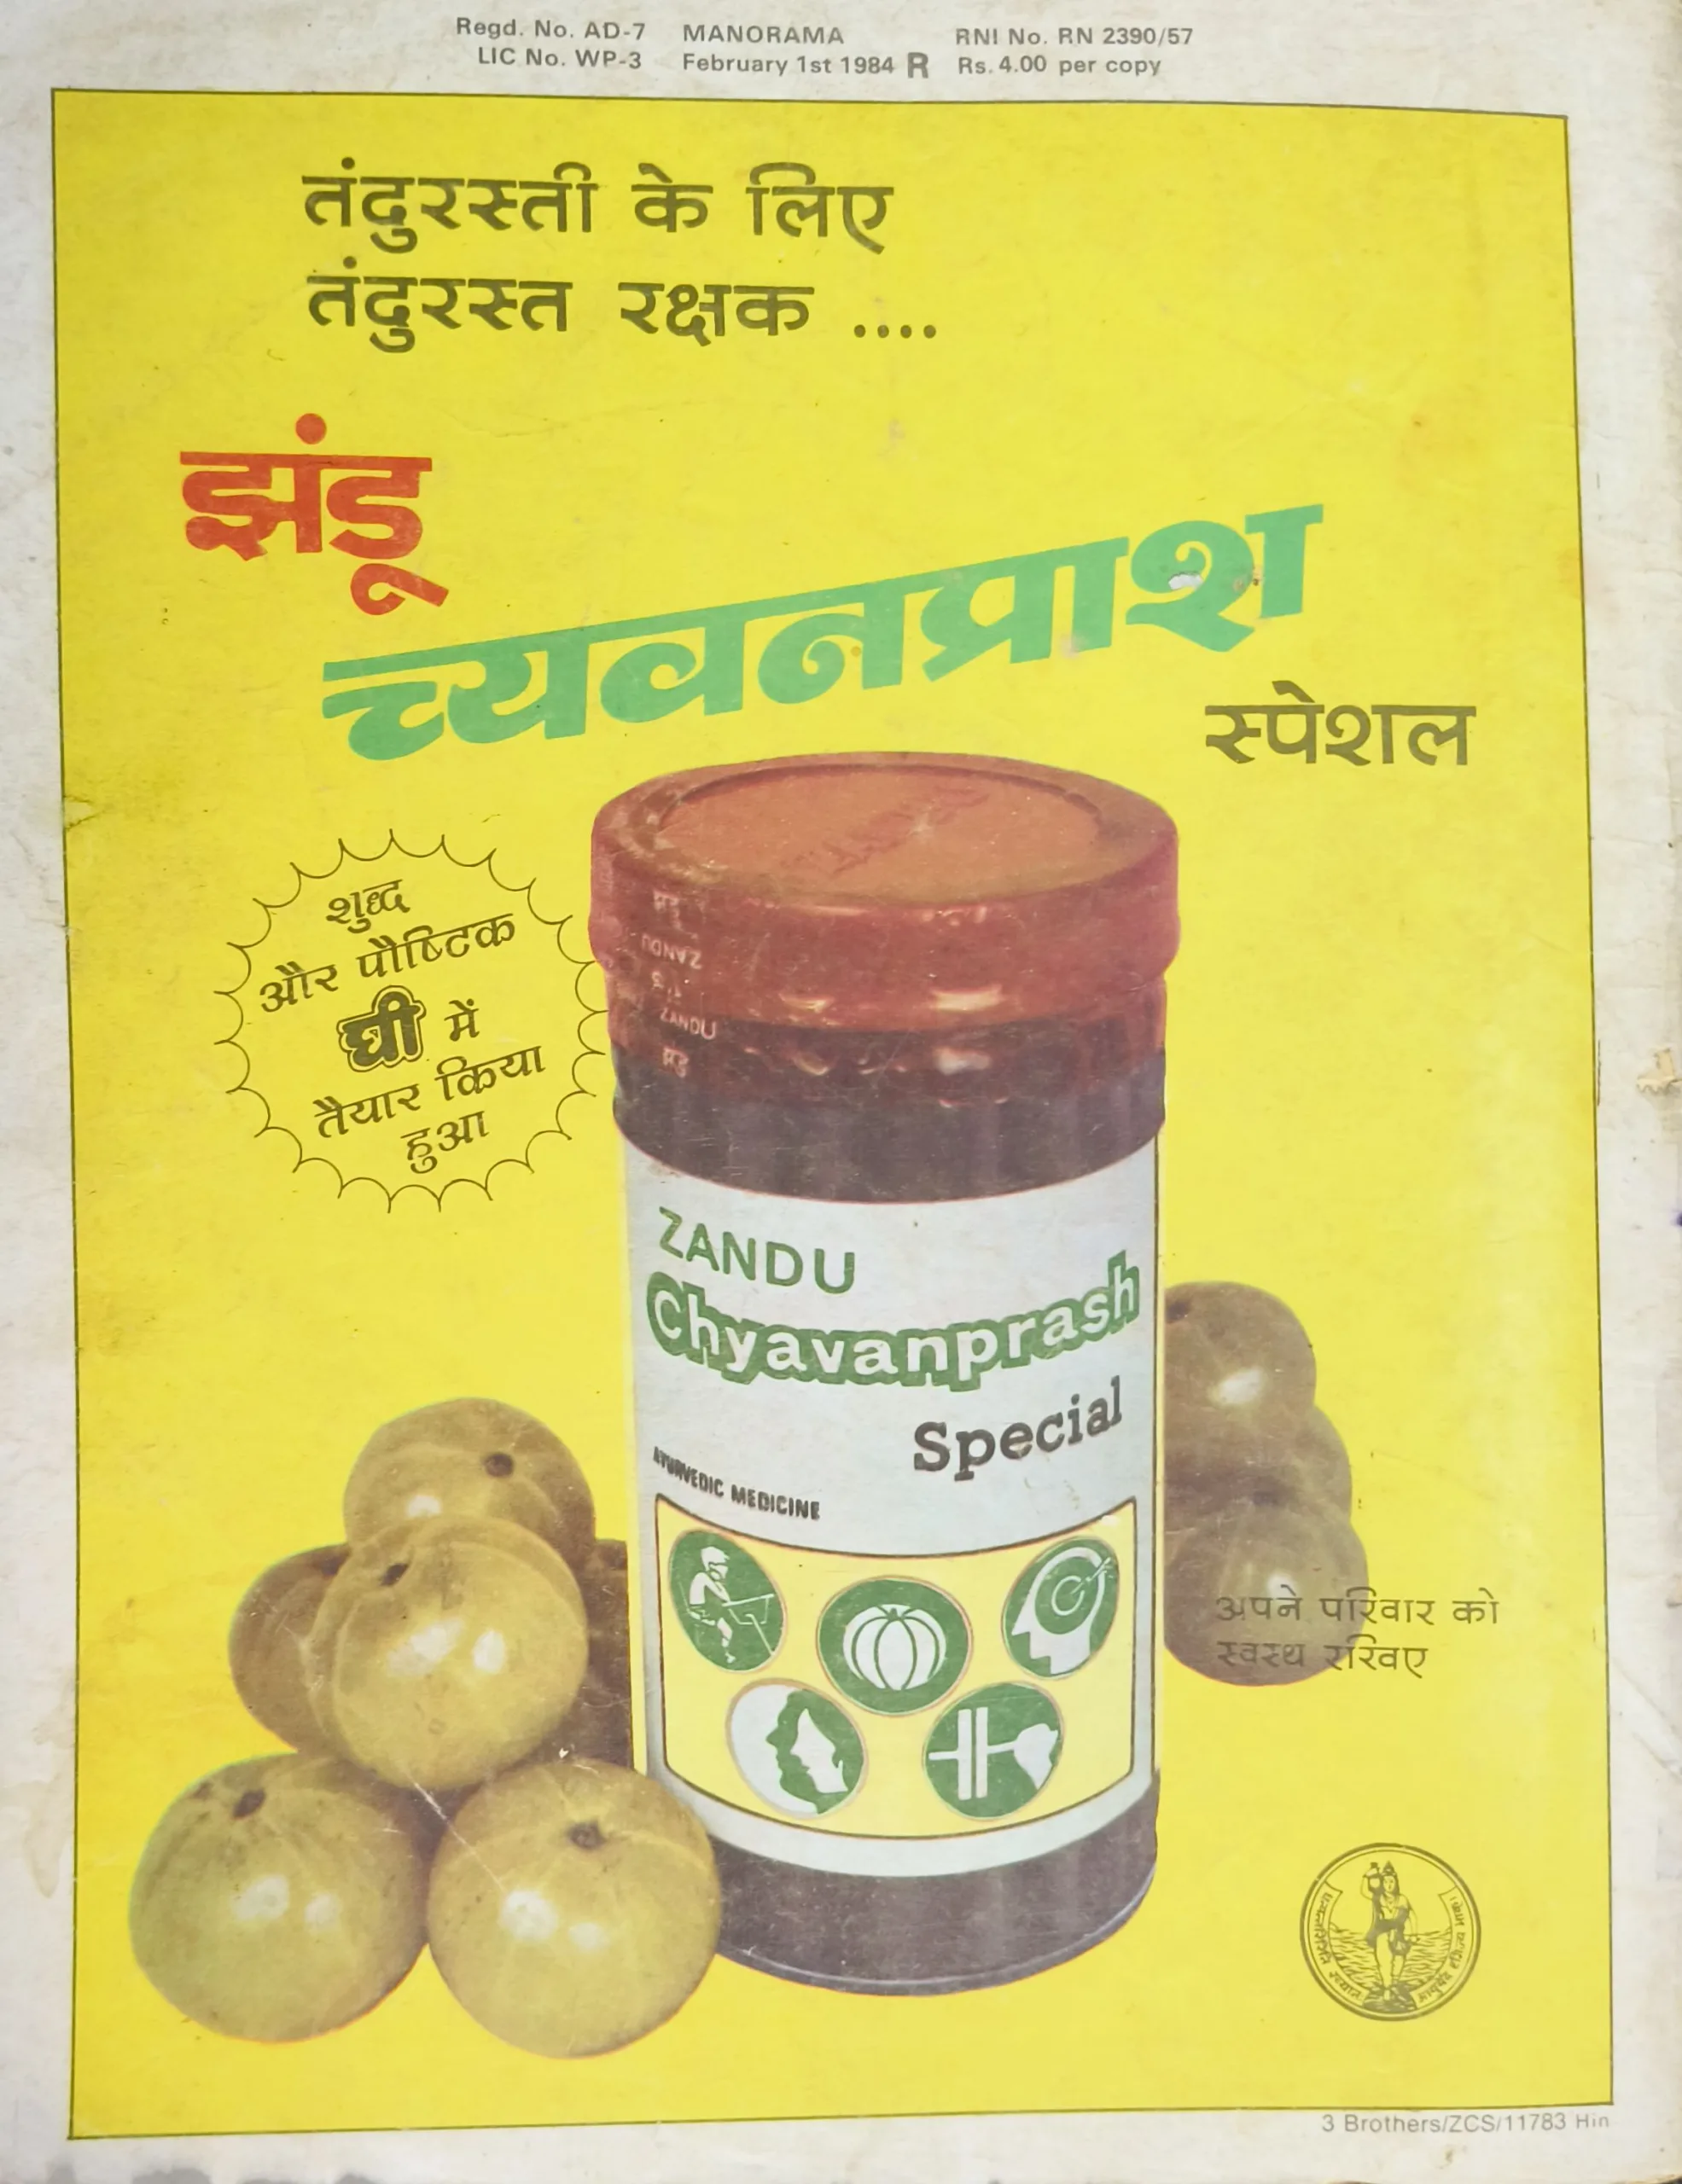 Regd. No. AD-7 MANORAMA RNI No. RN 2390/57
LIC No. WP-3 February 1st 1984 R Rs. 4.00 per copy
तंदुरस्ती के लिए
तंदुरस्त रक्षक ....
झंडू
च्यवनप्राश
स्पेशल
शुध्द
और पौष्टिक
घी में
तैयार किया
हुआ
ZANDU
ZANDU
ZANDU
Chyavanprash
Special
AYURVEDIC MEDICINE
अपने परिवार को
स्वस्थ रखिए
3 Brothers/ZCS/11783 Hin